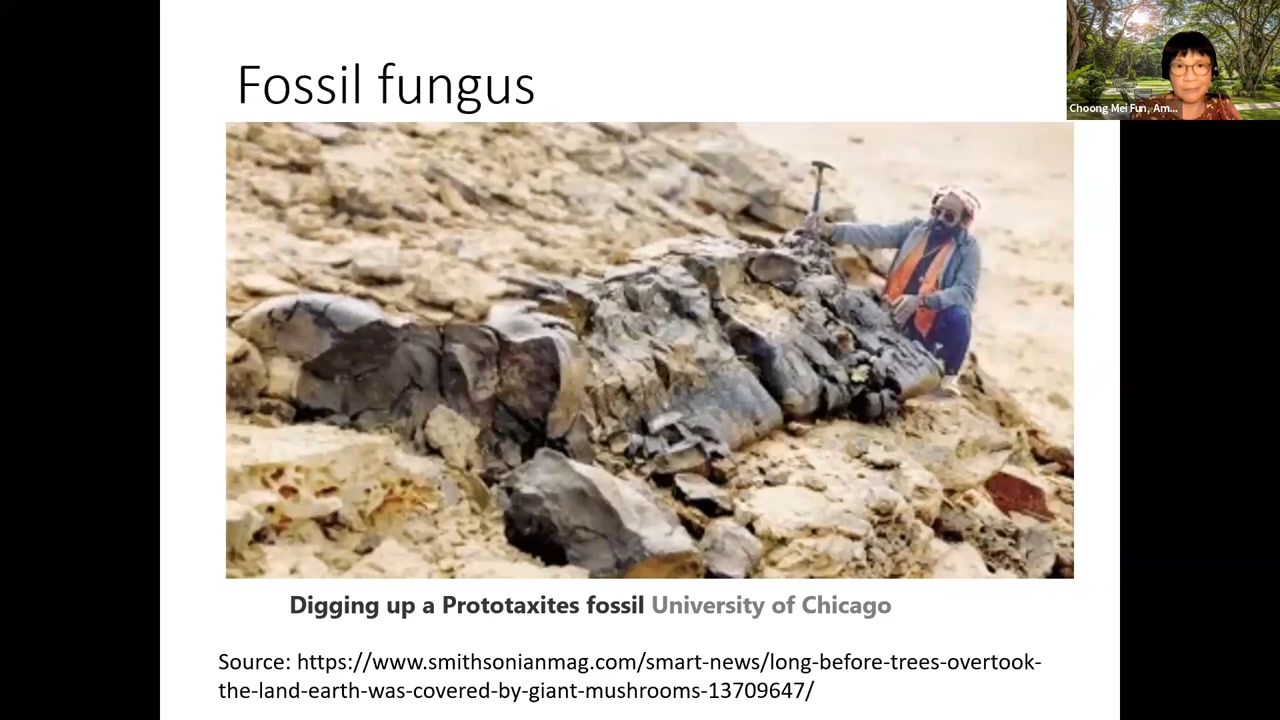 Fossil fungus
Choong Mei Fun, Am...
Digging up a Prototaxites fossil University of Chicago
Source: https://www.smithsonianmag.com/smart-news/long-before-trees-overtook-
the-land-earth-was-covered-by-giant-mushrooms-13709647/